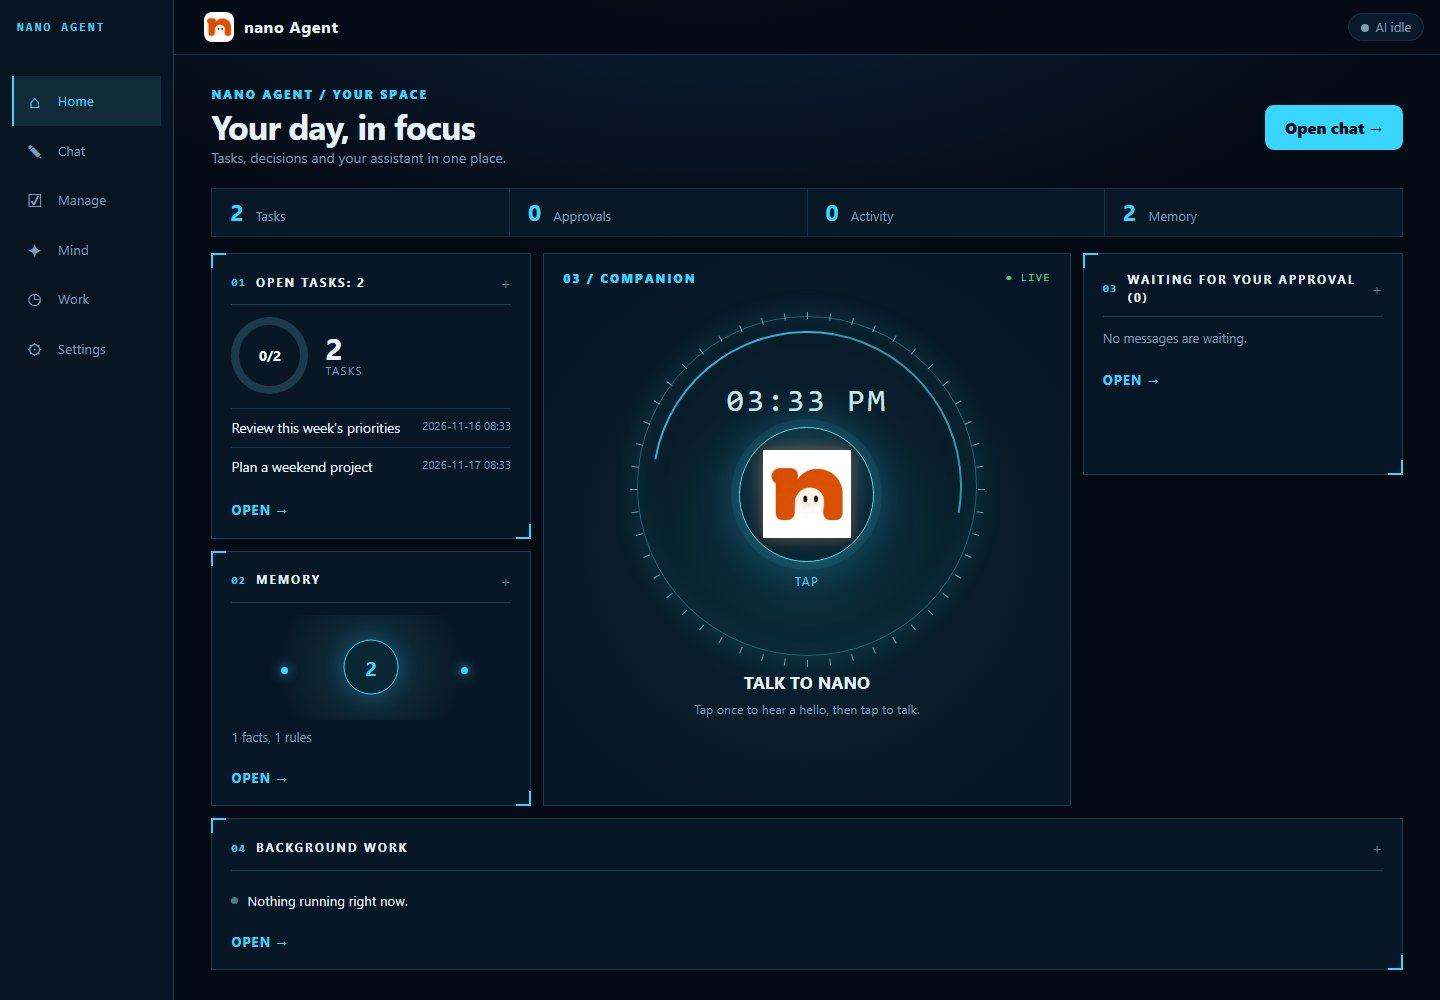 NANO AGENT
nano Agent
AI idle
Home
Chat
Manage
Mind
Work
Settings
NANO AGENT / YOUR SPACE
Your day, in focus
Tasks, decisions and your assistant in one place.
Open chat →
2 Tasks
0 Approvals
0 Activity
2 Memory
01 OPEN TASKS: 2 +
0/2
2
TASKS
Review this week's priorities 2026-11-16 08:33
Plan a weekend project 2026-11-17 08:33
OPEN →
02 MEMORY +
2
1 facts, 1 rules
OPEN →
03 / COMPANION
LIVE
03:33 PM
n
TAP
TALK TO NANO
Tap once to hear a hello, then tap to talk.
03 WAITING FOR YOUR APPROVAL
(0) +
No messages are waiting.
OPEN →
04 BACKGROUND WORK +
Nothing running right now.
OPEN →